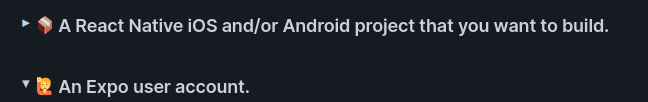 ▸ 📦 A React Native iOS and/or Android project that you want to build.
▾ 🙋 An Expo user account.